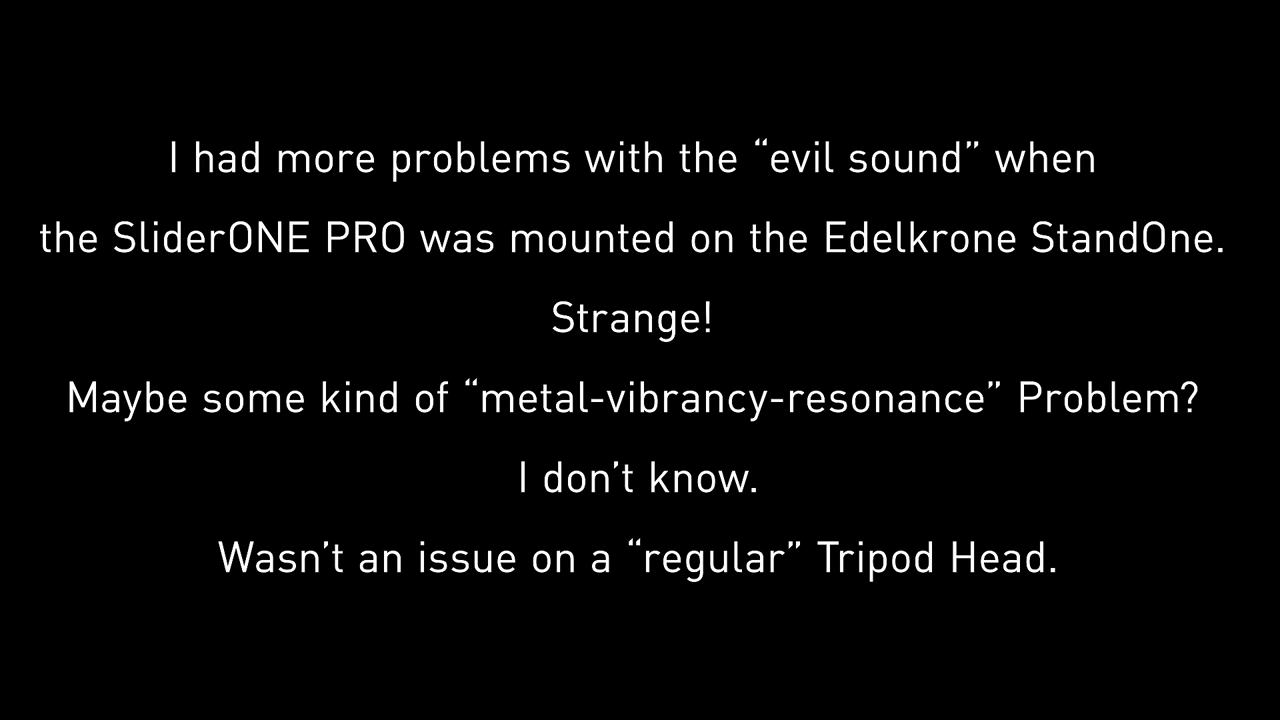 I had more problems with the “evil sound” when
the SliderONE PRO was mounted on the Edelkrone StandOne.
Strange!
Maybe some kind of “metal-vibrancy-resonance” Problem?
I don’t know.
Wasn’t an issue on a “regular” Tripod Head.